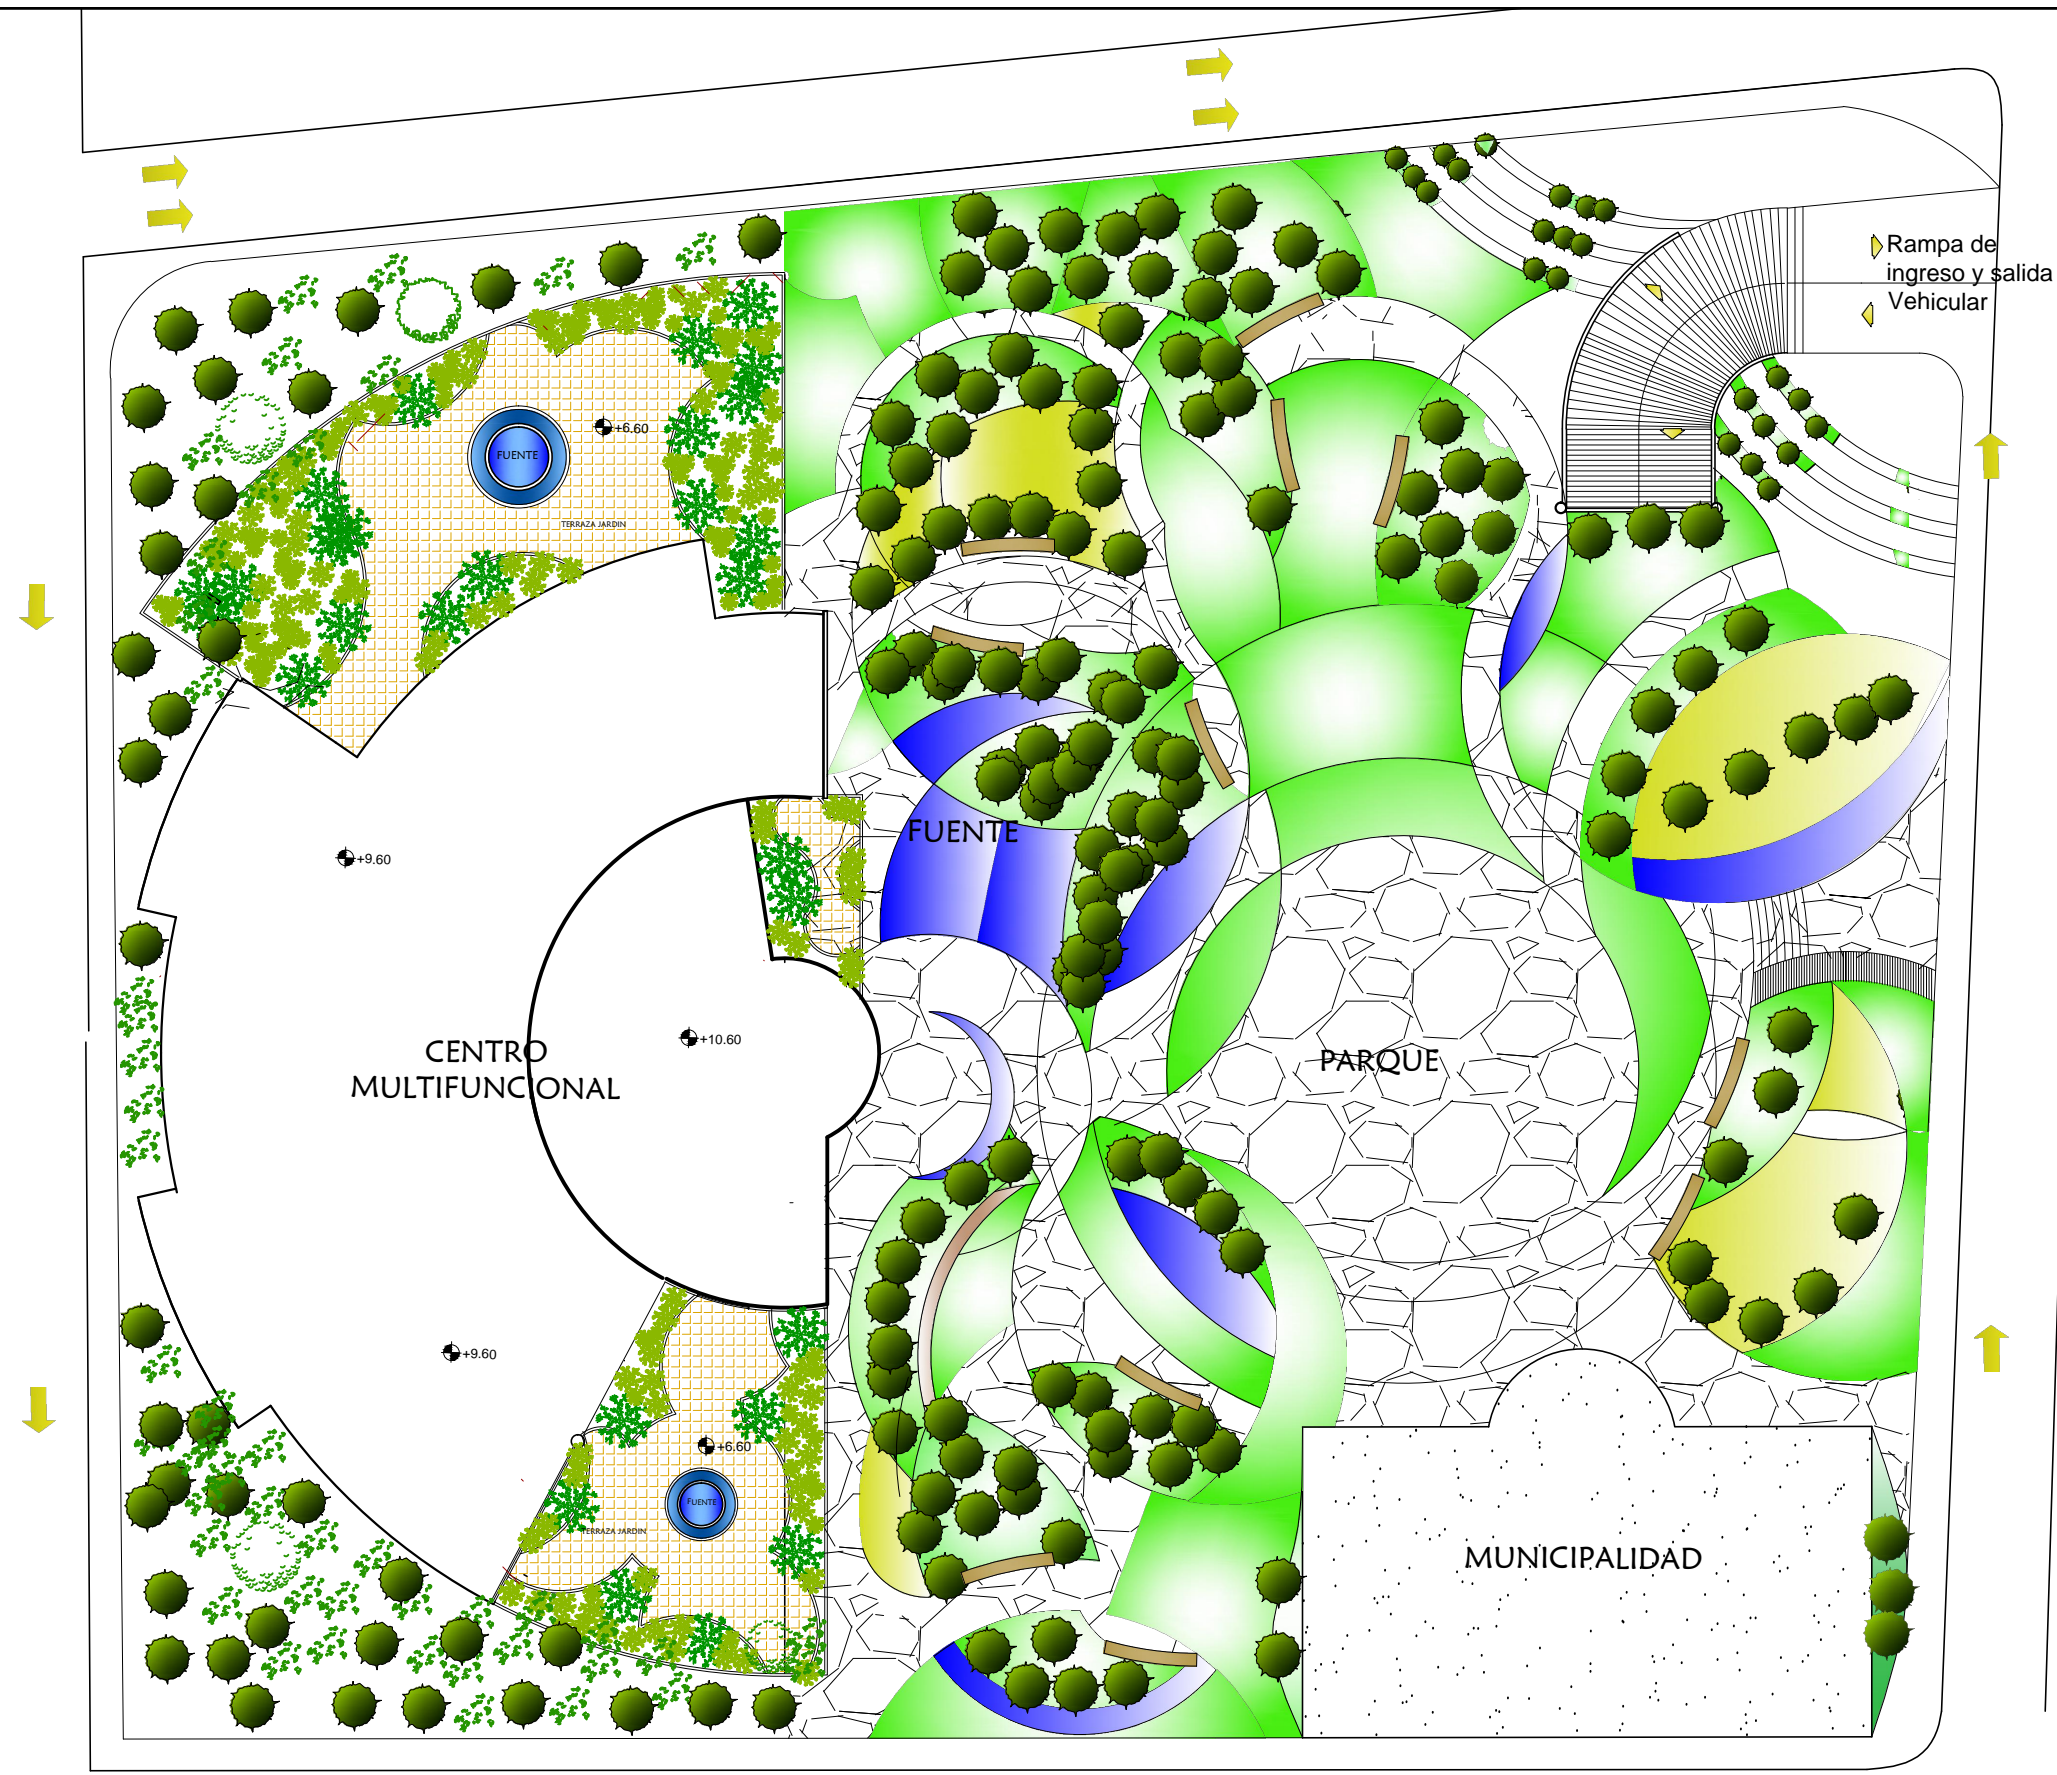 Rampa de
ingreso y salida
Vehicular
+6.60
FUENTE
TERRAZA JARDIN
FUENTE
+9.60
+10.60
CENTRO
MULTIFUNCIONAL
PARQUE
+9.60
+6.60
FUENTE
TERRAZA JARDIN
MUNICIPALIDAD